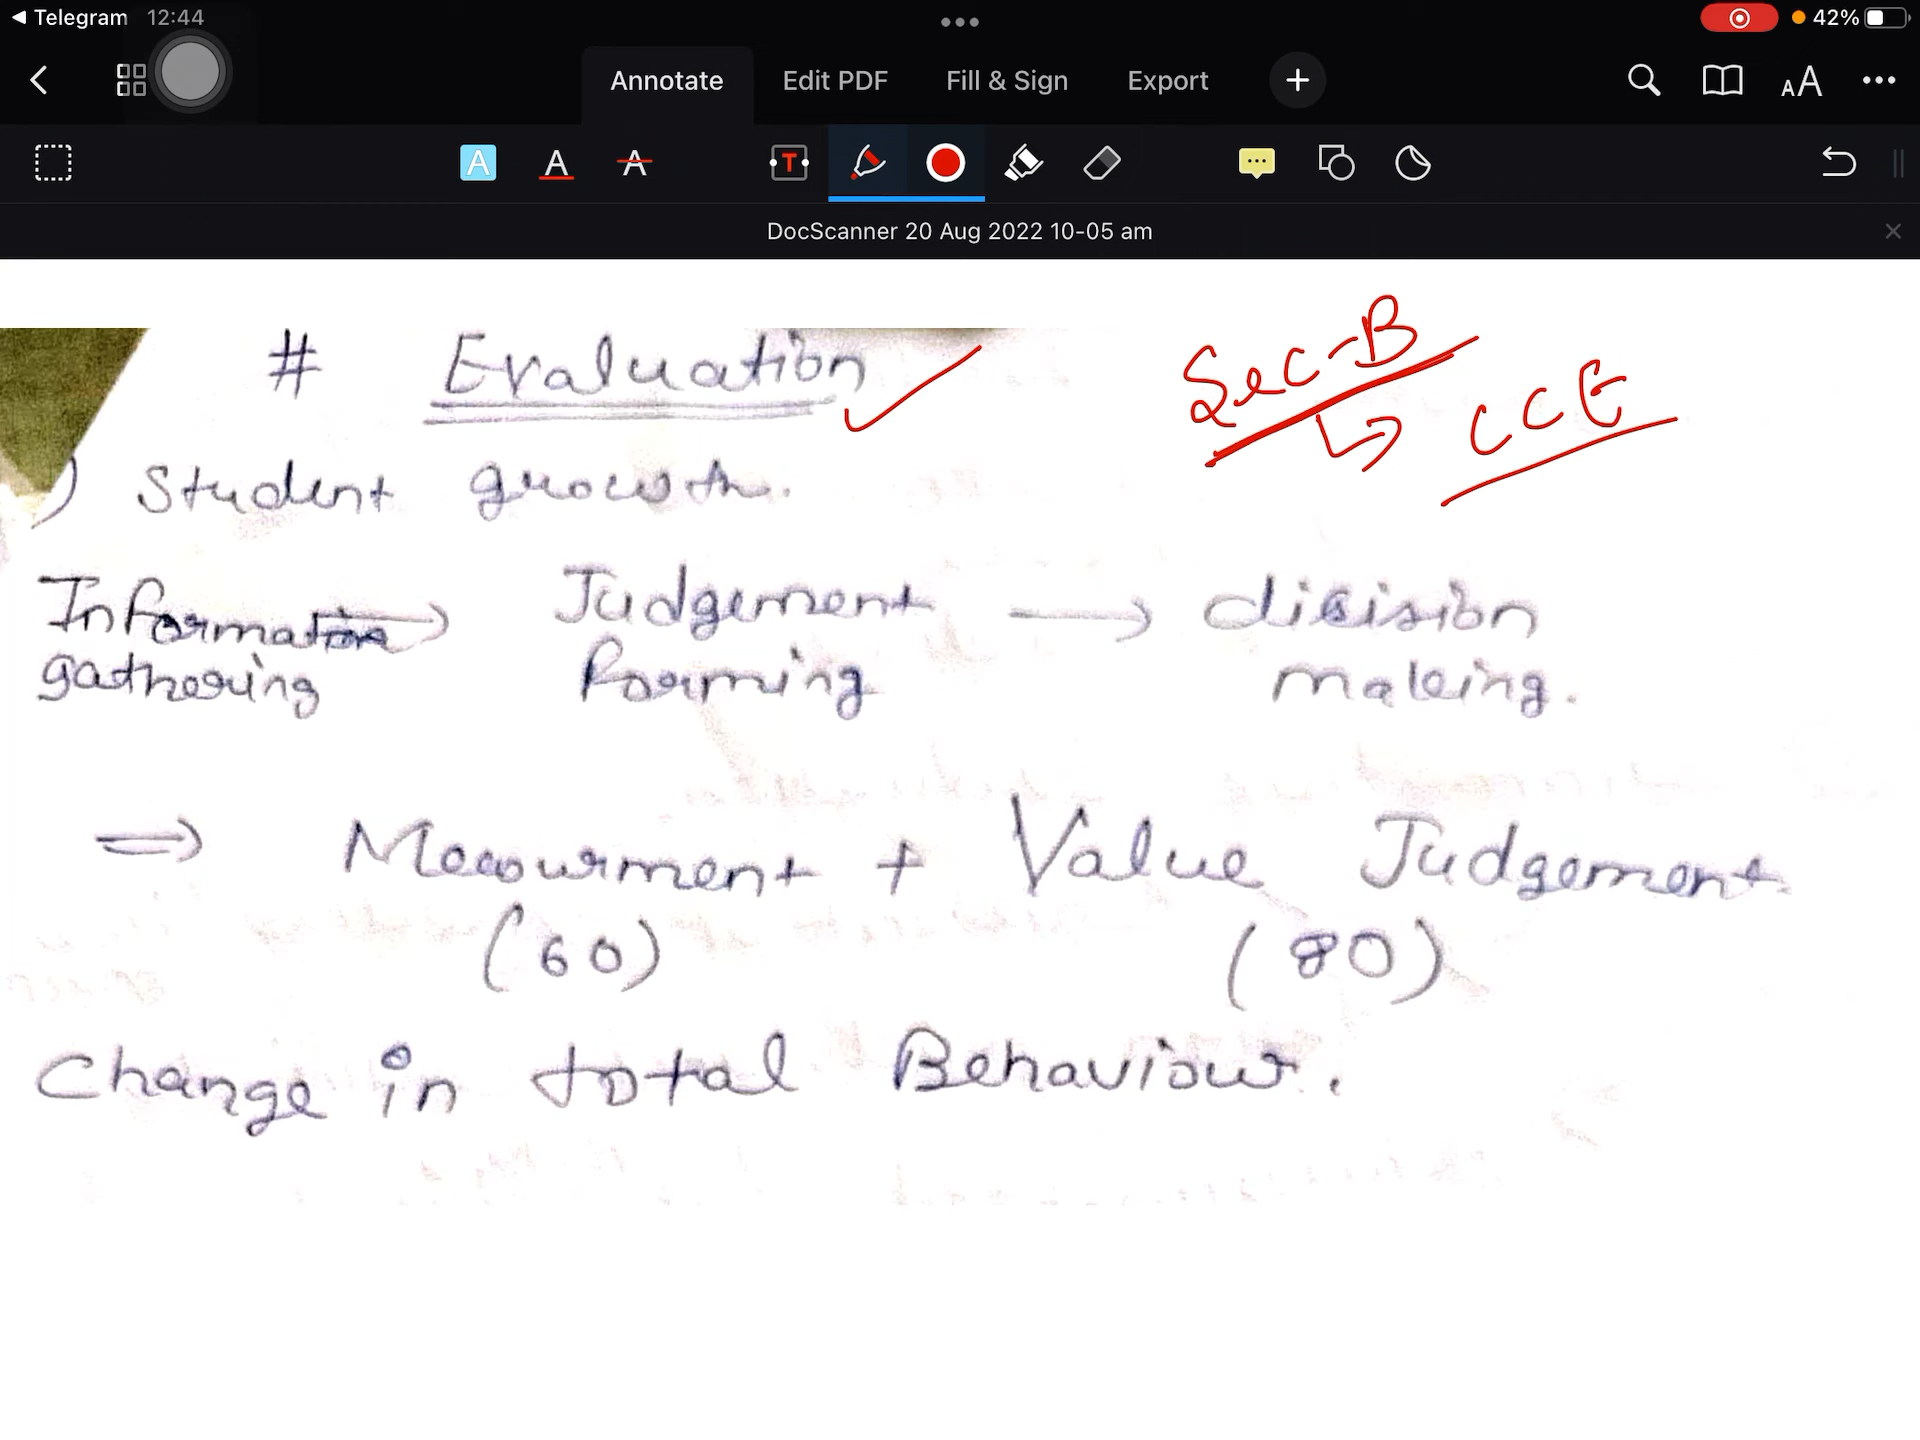 Telegram 12:44
42%
Annotate Edit PDF Fill & Sign Export
DocScanner 20 Aug 2022 10-05 am
# Evaluation
Sec-B
↳ CCE
) Student growth.
Information → Judgement → dicision
gathering forming making.
⇒ Measurment + Value Judgement
(60) (80)
Change in total Behaviour.